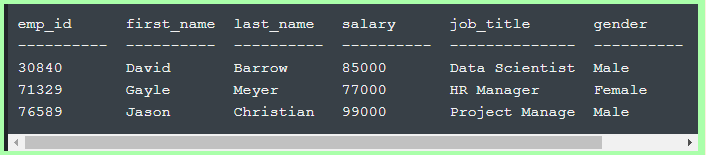 emp_id      first_name  last_name   salary      job_title       gender
----------  ----------  ----------  ----------  --------------  ----------
30840       David       Barrow      85000       Data Scientist  Male
71329       Gayle       Meyer       77000       HR Manager      Female
76589       Jason       Christian   99000       Project Manage  Male